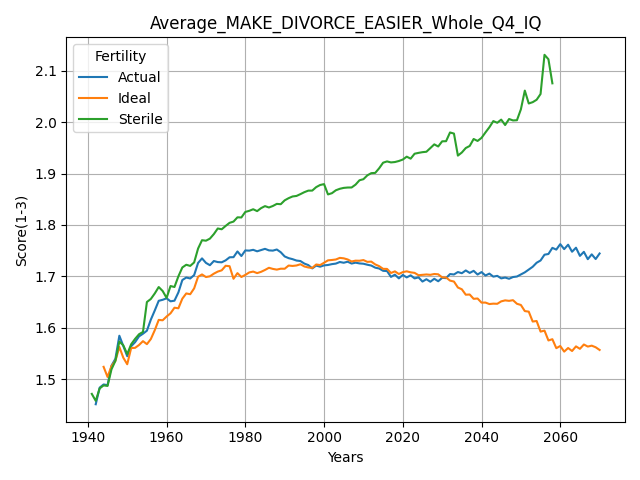 Average_MAKE_DIVORCE_EASIER_Whole_Q4_IQ
Fertility
Actual
Ideal
Sterile
Score(1-3)
2.1
2.0
1.9
1.8
1.7
1.6
1.5
1940 1960 1980 2000 2020 2040 2060
Years